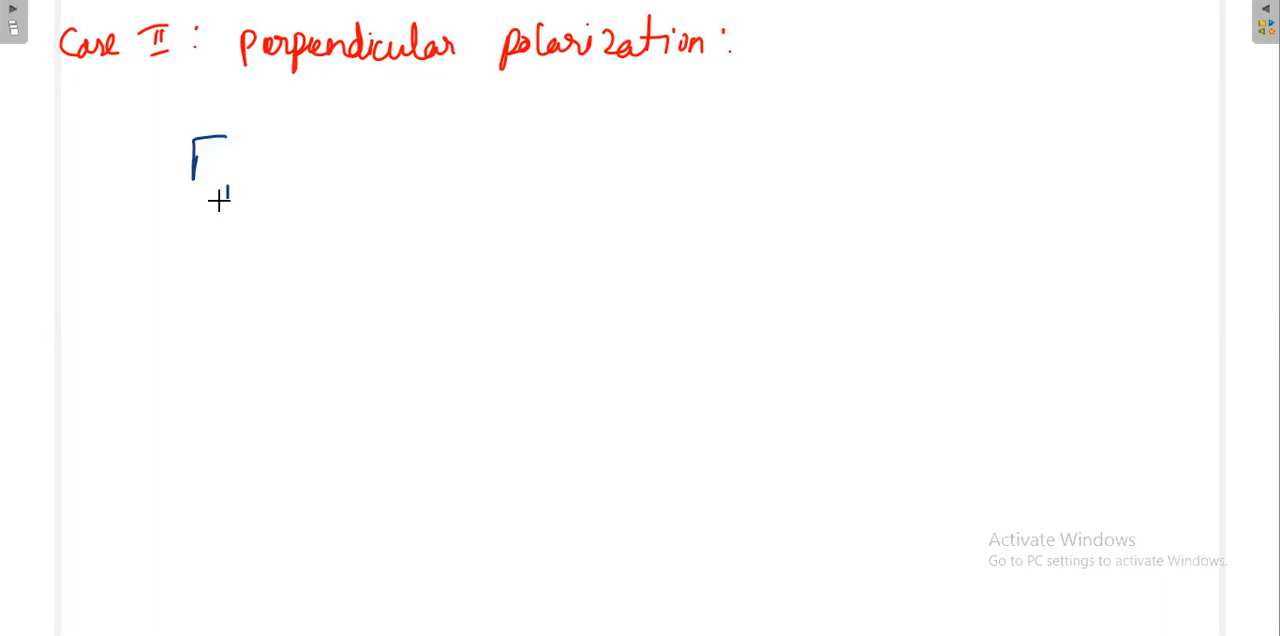 Case II : perpendicular polarization :
Γ
Activate Windows
Go to PC settings to activate Windows.